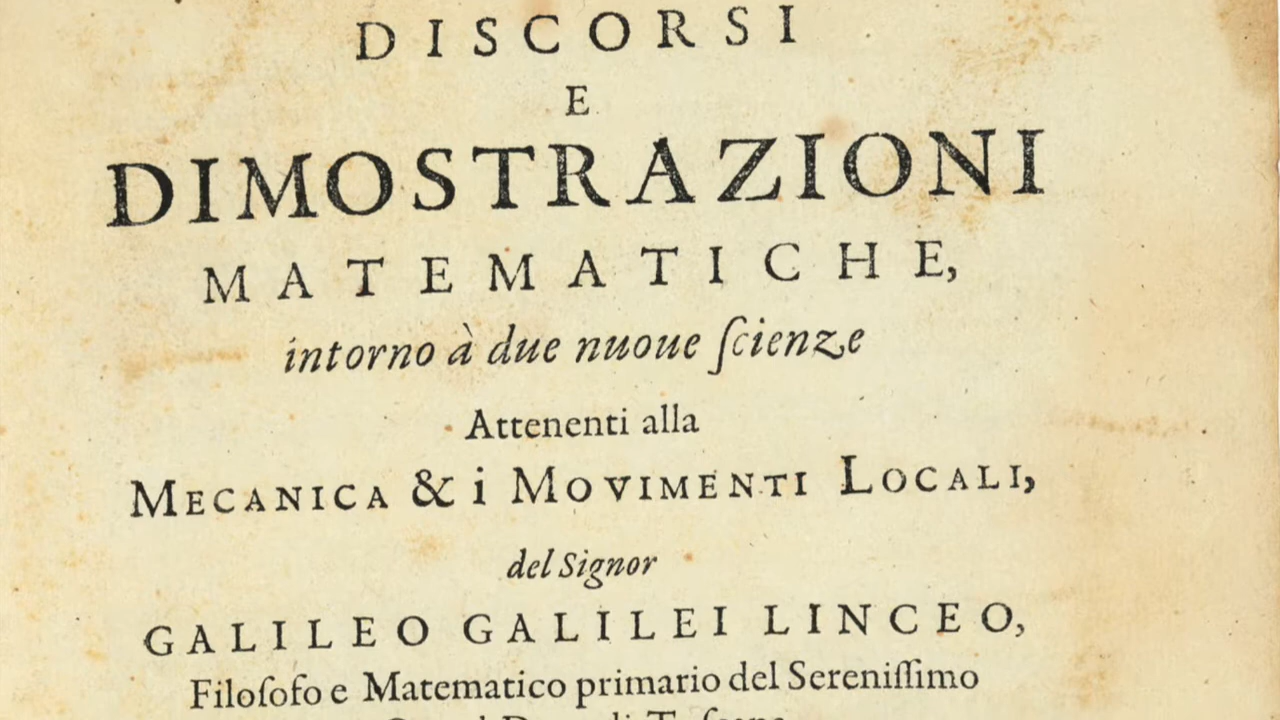 DISCORSI
E
DIMOSTRAZIONI
MATEMATICHE,
intorno à due nuoue ſcienze
Attenenti alla
MECANICA & i MOVIMENTI LOCALI,
del Signor
GALILEO GALILEI LINCEO,
Filoſofo e Matematico primario del Sereniſſimo